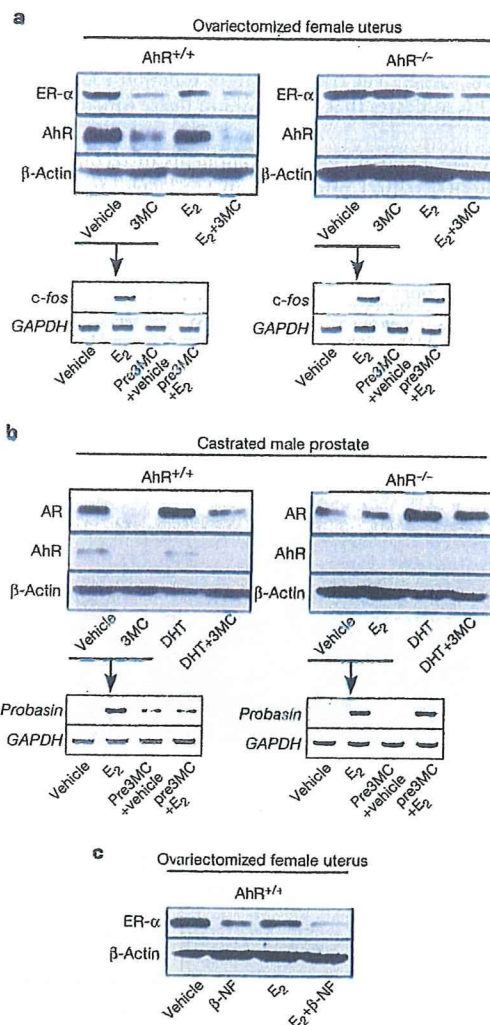 a
Ovariectomized female uterus
AhR+/+
AhR−/−
ER-α
AhR
β-Actin
Vehicle
3MC
E2
E2+3MC
ER-α
AhR
β-Actin
Vehicle
3MC
E2
E2+3MC
c-fos
GAPDH
Vehicle
E2
Pre3MC
+vehicle
pre3MC
+E2
c-fos
GAPDH
Vehicle
E2
Pre3MC
+vehicle
pre3MC
+E2
b
Castrated male prostate
AhR+/+
AhR−/−
AR
AhR
β-Actin
Vehicle
3MC
DHT
DHT+3MC
AR
AhR
β-Actin
Vehicle
E2
DHT
DHT+3MC
Probasin
GAPDH
Vehicle
E2
Pre3MC
+vehicle
pre3MC
+E2
Probasin
GAPDH
Vehicle
E2
Pre3MC
+vehicle
pre3MC
+E2
c
Ovariectomized female uterus
AhR+/+
ER-α
β-Actin
Vehicle
β-NF
E2
E2+β-NF